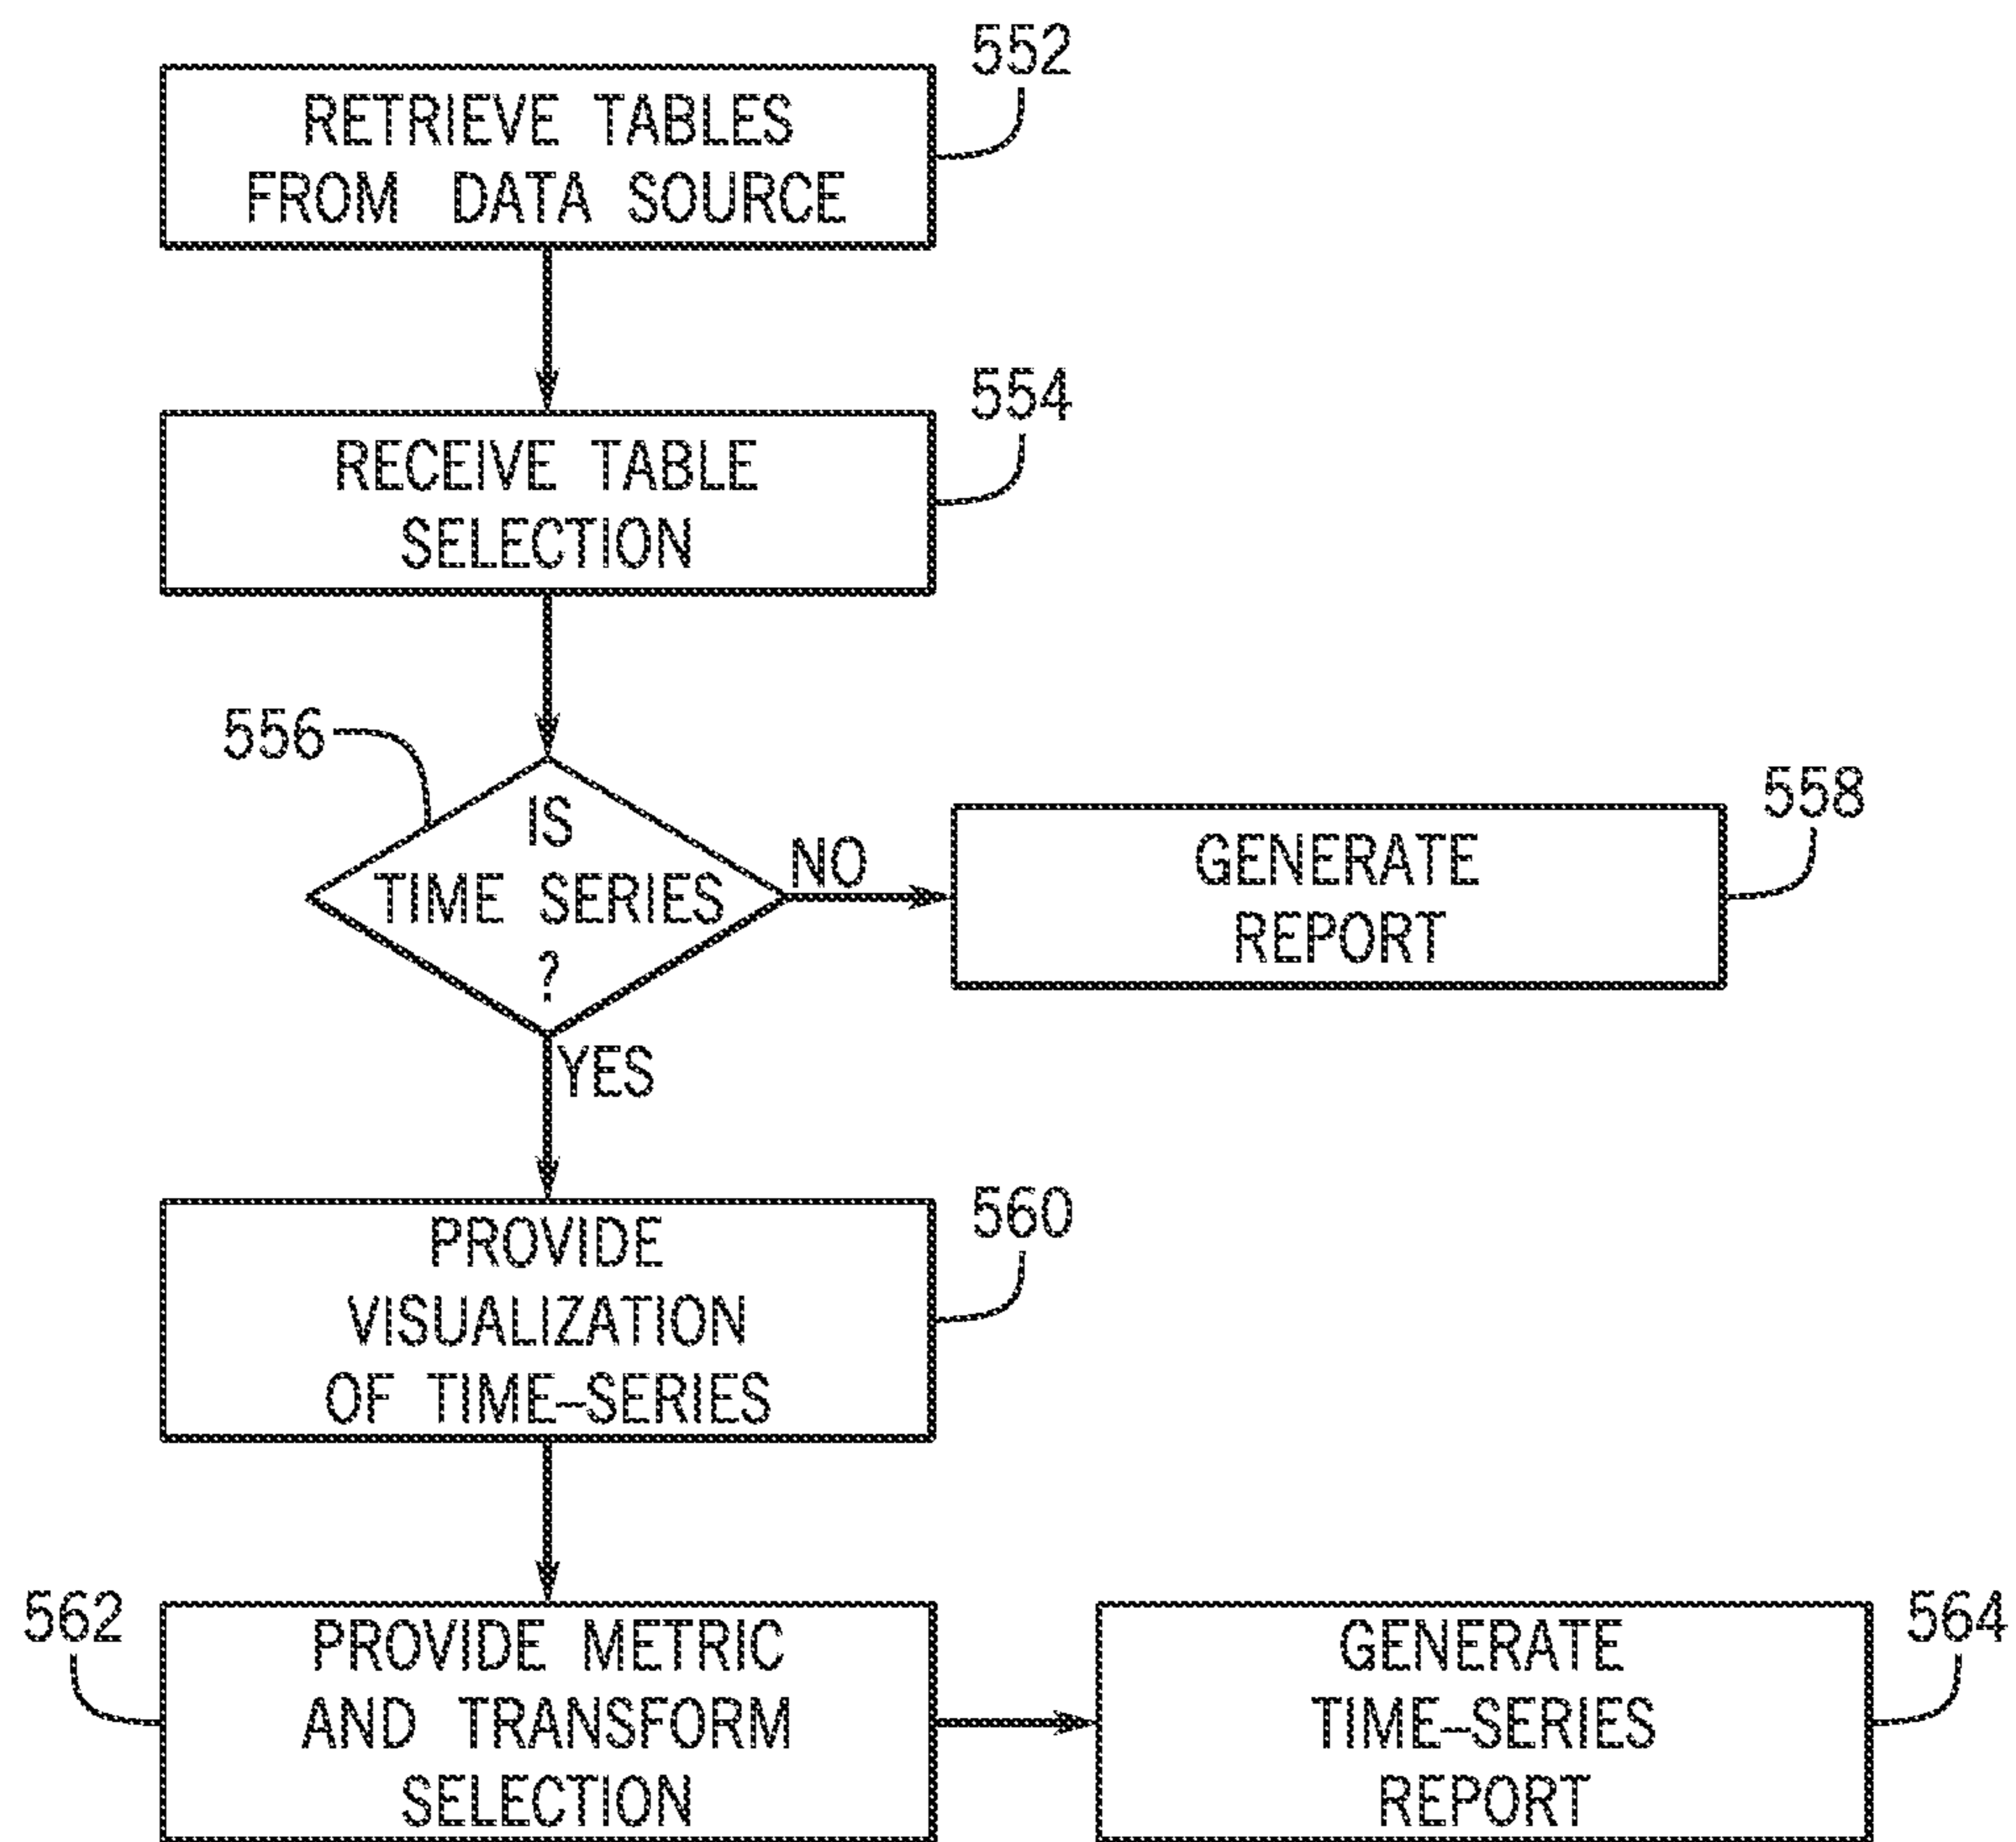 552
RETRIEVE TABLES
FROM DATA SOURCE
554
RECEIVE TABLE
SELECTION
556
IS
TIME SERIES
?
NO
558
GENERATE
REPORT
YES
560
PROVIDE
VISUALIZATION
OF TIME-SERIES
562
PROVIDE METRIC
AND TRANSFORM
SELECTION
564
GENERATE
TIME-SERIES
REPORT